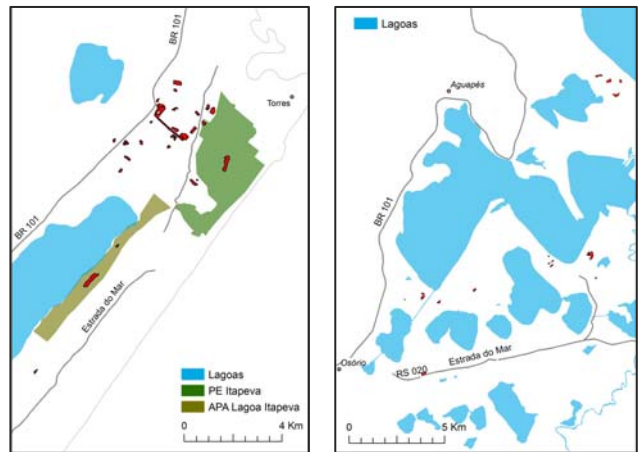 BR 101
Torres
BR 101
Estrada do Mar
Lagoas
PE Itapeva
APA Lagoa Itapeva
0 4 Km
Lagoas
Aguapés
BR 101
Estrada do Mar
RS 020
Osório
0 5 Km